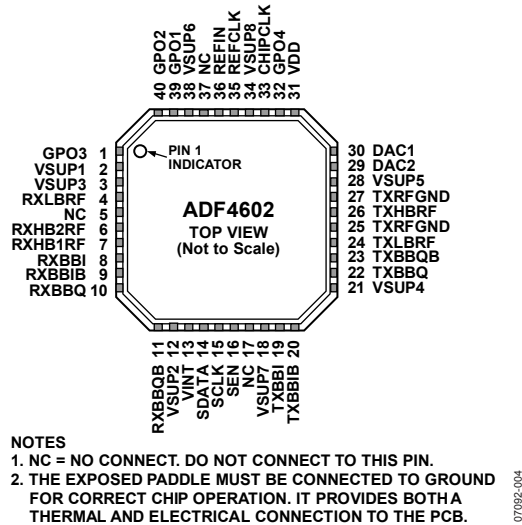 40 GPO2
39 GPO1
38 VSUP6
37 NC
36 REFIN
35 REFCLK
34 VSUP8
33 CHIPCLK
32 GPO4
31 VDD
GPO3 1
VSUP1 2
VSUP3 3
RXLBRF 4
NC 5
RXHB2RF 6
RXHB1RF 7
RXBBI 8
RXBBIB 9
RXBBQ 10
PIN 1
INDICATOR
ADF4602
TOP VIEW
(Not to Scale)
30 DAC1
29 DAC2
28 VSUP5
27 TXRFGND
26 TXHBRF
25 TXRFGND
24 TXLBRF
23 TXBBQB
22 TXBBQ
21 VSUP4
RXBBQB 11
VSUP2 12
VINT 13
SDATA 14
SCLK 15
SEN 16
NC 17
VSUP7 18
TXBBI 19
TXBBIB 20
NOTES
1. NC = NO CONNECT. DO NOT CONNECT TO THIS PIN.
2. THE EXPOSED PADDLE MUST BE CONNECTED TO GROUND
FOR CORRECT CHIP OPERATION. IT PROVIDES BOTH A
THERMAL AND ELECTRICAL CONNECTION TO THE PCB.
07092-004